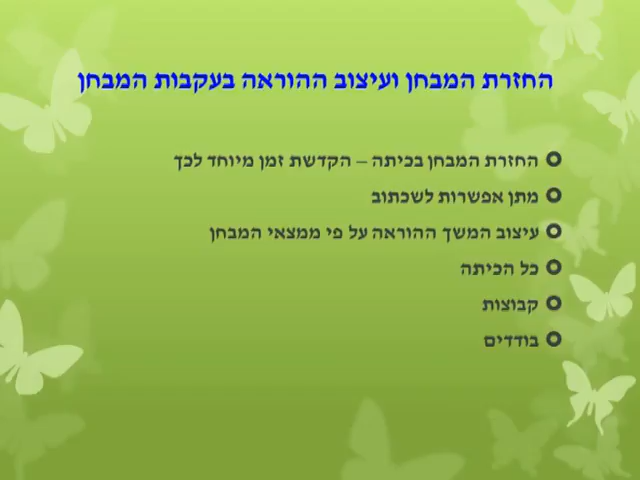 החזרת המבחן ועיצוב ההוראה בעקבות המבחן
החזרת המבחן בכיתה – הקדשת זמן מיוחד לכך
מתן אפשרות לשכתוב
עיצוב המשך ההוראה על פי ממצאי המבחן
כל הכיתה
קבוצות
בודדים